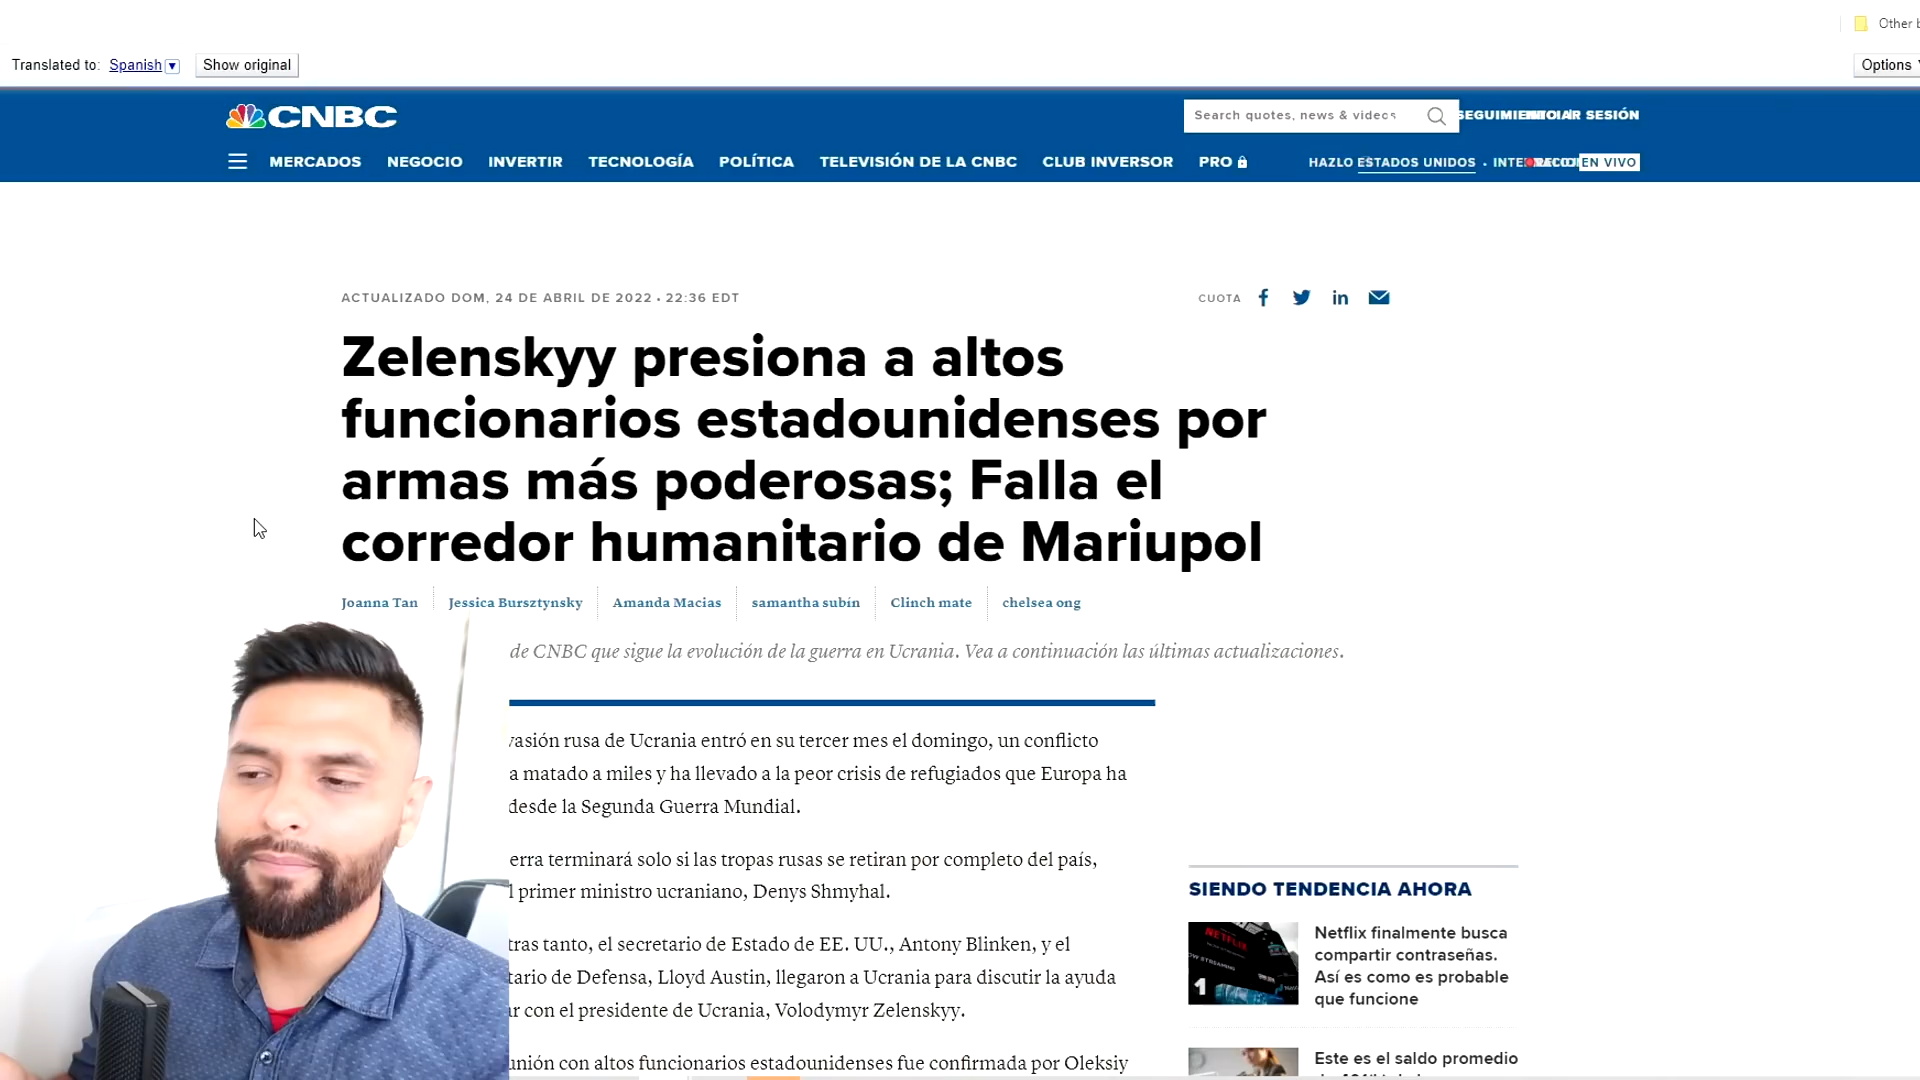 Other
Translated to: Spanish Show original
Options
CNBC
Search quotes, news & videos
SESIÓN
MERCADOS NEGOCIO INVERTIR TECNOLOGÍA POLÍTICA TELEVISIÓN DE LA CNBC CLUB INVERSOR PRO
HAZLO ESTADOS UNIDOS • EN VIVO
ACTUALIZADO DOM, 24 DE ABRIL DE 2022 • 22:36 EDT
CUOTA
Zelenskyy presiona a altos
funcionarios estadounidenses por
armas más poderosas; Falla el
corredor humanitario de Mariupol
Joanna Tan Jessica Bursztynsky Amanda Macias samantha subin Clinch mate chelsea ong
de CNBC que sigue la evolución de la guerra en Ucrania. Vea a continuación las últimas actualizaciones.
vasión rusa de Ucrania entró en su tercer mes el domingo, un conflicto
a matado a miles y ha llevado a la peor crisis de refugiados que Europa ha
desde la Segunda Guerra Mundial.
erra terminará solo si las tropas rusas se retiran por completo del país,
l primer ministro ucraniano, Denys Shmyhal.
tras tanto, el secretario de Estado de EE. UU., Antony Blinken, y el
tario de Defensa, Lloyd Austin, llegaron a Ucrania para discutir la ayuda
ar con el presidente de Ucrania, Volodymyr Zelenskyy.
unión con altos funcionarios estadounidenses fue confirmada por Oleksiy
SIENDO TENDENCIA AHORA
NETFLIX
1
Netflix finalmente busca
compartir contraseñas.
Así es como es probable
que funcione
Este es el saldo promedio